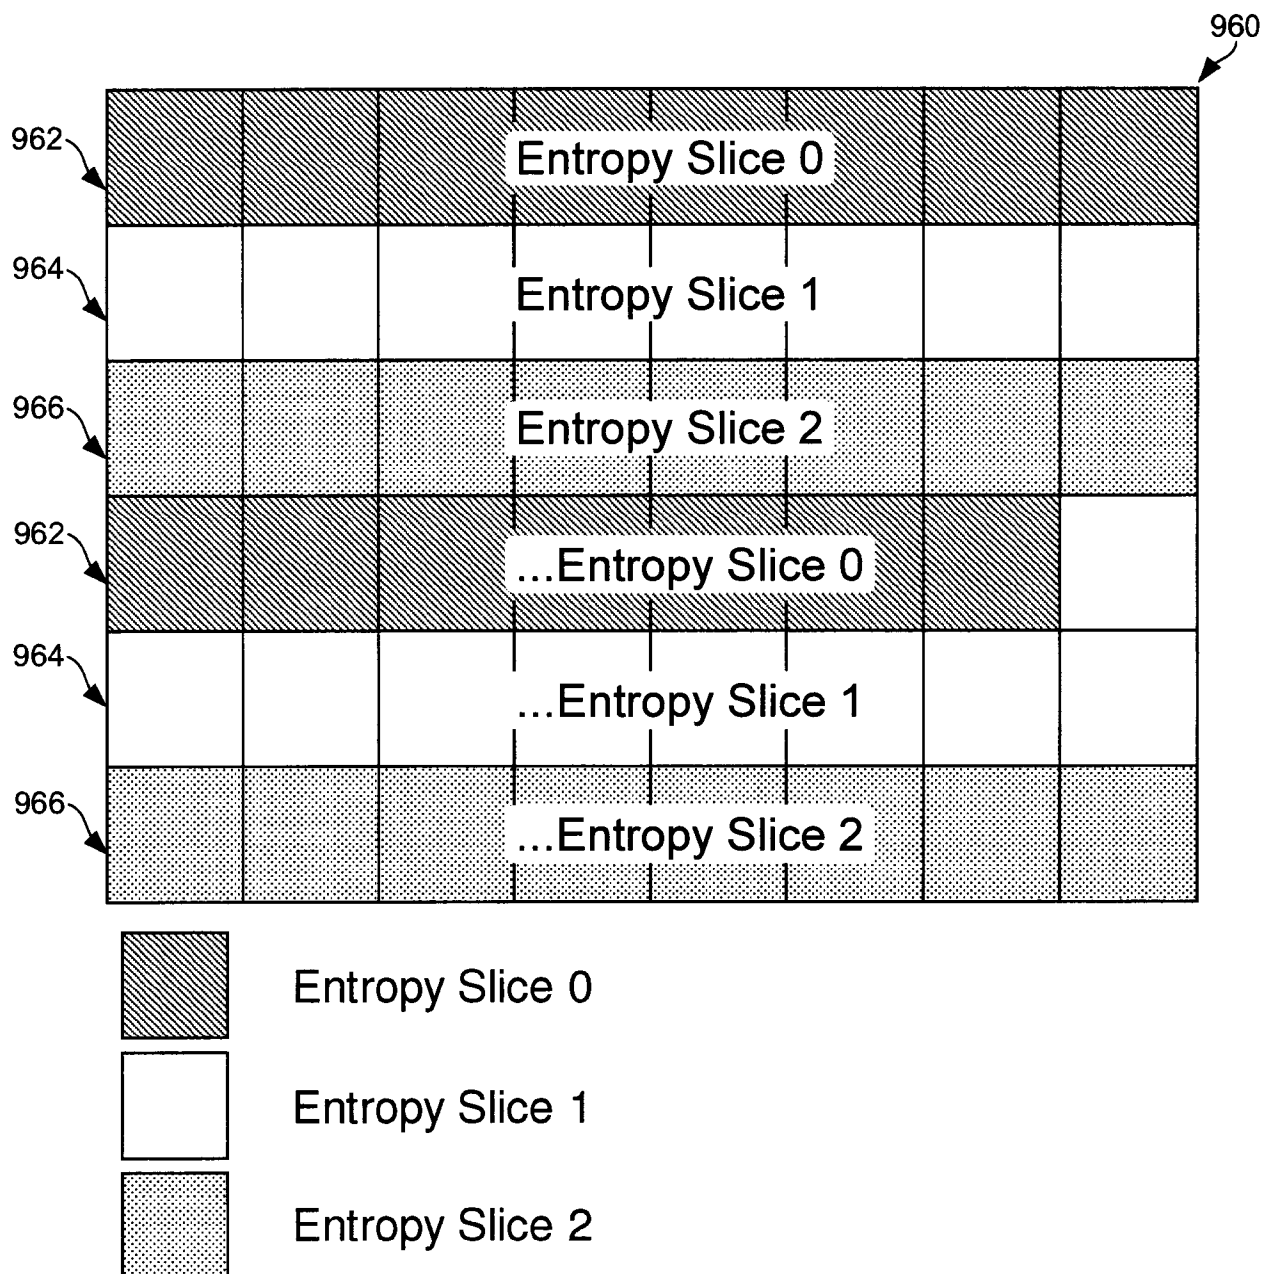 960
962
Entropy Slice 0
964
Entropy Slice 1
966
Entropy Slice 2
962
...Entropy Slice 0
964
...Entropy Slice 1
966
...Entropy Slice 2
Entropy Slice 0
Entropy Slice 1
Entropy Slice 2